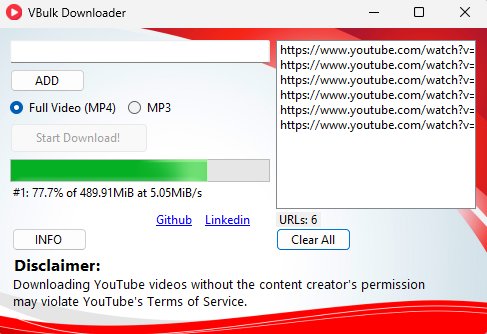 VBulk Downloader
ADD
Full Video (MP4) MP3
Start Download!
#1: 77.7% of 489.91MiB at 5.05MiB/s
Github Linkedin
INFO
https://www.youtube.com/watch?v=
https://www.youtube.com/watch?v=
https://www.youtube.com/watch?v=
https://www.youtube.com/watch?v=
https://www.youtube.com/watch?v=
https://www.youtube.com/watch?v=
URLs: 6
Clear All
Disclaimer:
Downloading YouTube videos without the content creator's permission
may violate YouTube's Terms of Service.